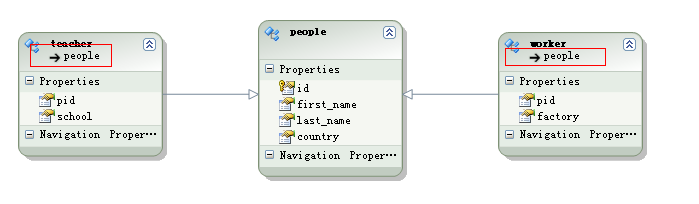 teacher
people
Properties
pid
school
Navigation Proper...
people
Properties
id
first_name
last_name
country
Navigation Proper...
worker
people
Properties
pid
factory
Navigation Proper...